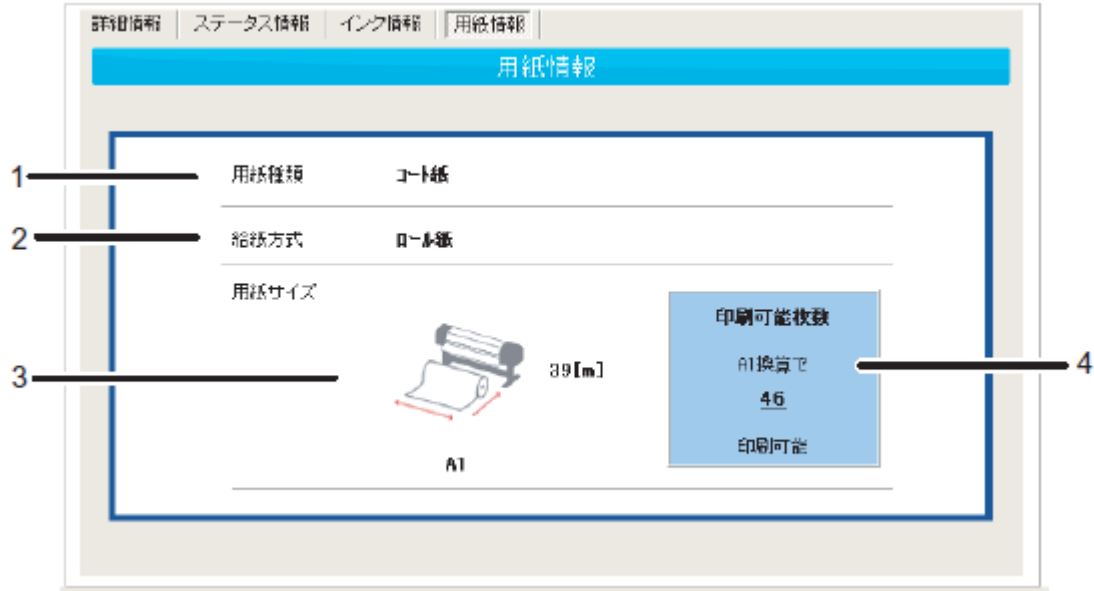 詳細情報 ステータス情報 インク情報 用紙情報
用紙情報
1 用紙種類 コート紙
2 給紙方式 ロール紙
用紙サイズ
印刷可能枚数
3 39[m] A1換算で 4
46
印刷可能
A1